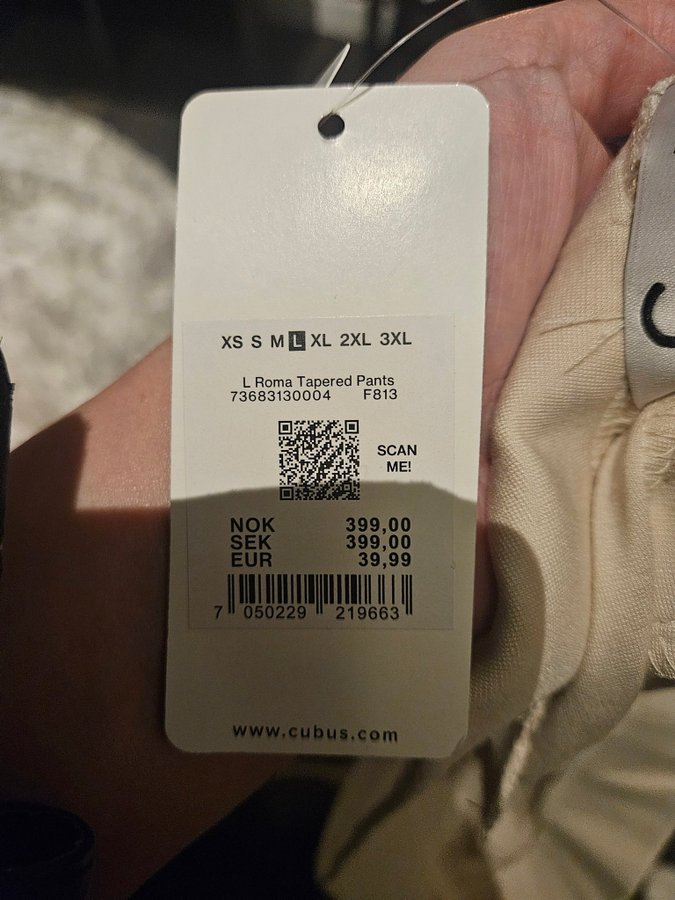 XS S M L XL 2XL 3XL
L Roma Tapered Pants
73683130004 F813
SCAN
ME!
NOK 399,00
SEK 399,00
EUR 39,99
7 050229 219663
www.cubus.com
C